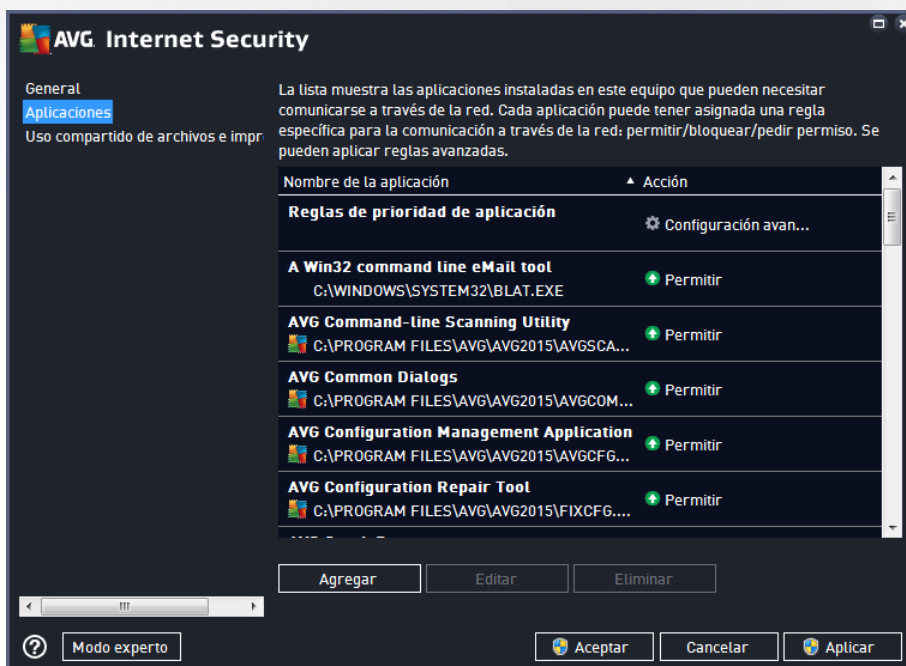 AVG Internet Security
General
Aplicaciones
Uso compartido de archivos e impr
La lista muestra las aplicaciones instaladas en este equipo que pueden necesitar
comunicarse a través de la red. Cada aplicación puede tener asignada una regla
específica para la comunicación a través de la red: permitir/bloquear/pedir permiso. Se
pueden aplicar reglas avanzadas.
Nombre de la aplicación Acción
Reglas de prioridad de aplicación
Configuración avan...
A Win32 command line eMail tool
C:\WINDOWS\SYSTEM32\BLAT.EXE
Permitir
AVG Command-line Scanning Utility
C:\PROGRAM FILES\AVG\AVG2015\AVGSCA...
Permitir
AVG Common Dialogs
C:\PROGRAM FILES\AVG\AVG2015\AVGCOM...
Permitir
AVG Configuration Management Application
C:\PROGRAM FILES\AVG\AVG2015\AVGCFG...
Permitir
AVG Configuration Repair Tool
C:\PROGRAM FILES\AVG\AVG2015\FIXCFG....
Permitir
Agregar Editar Eliminar
Modo experto Aceptar Cancelar Aplicar